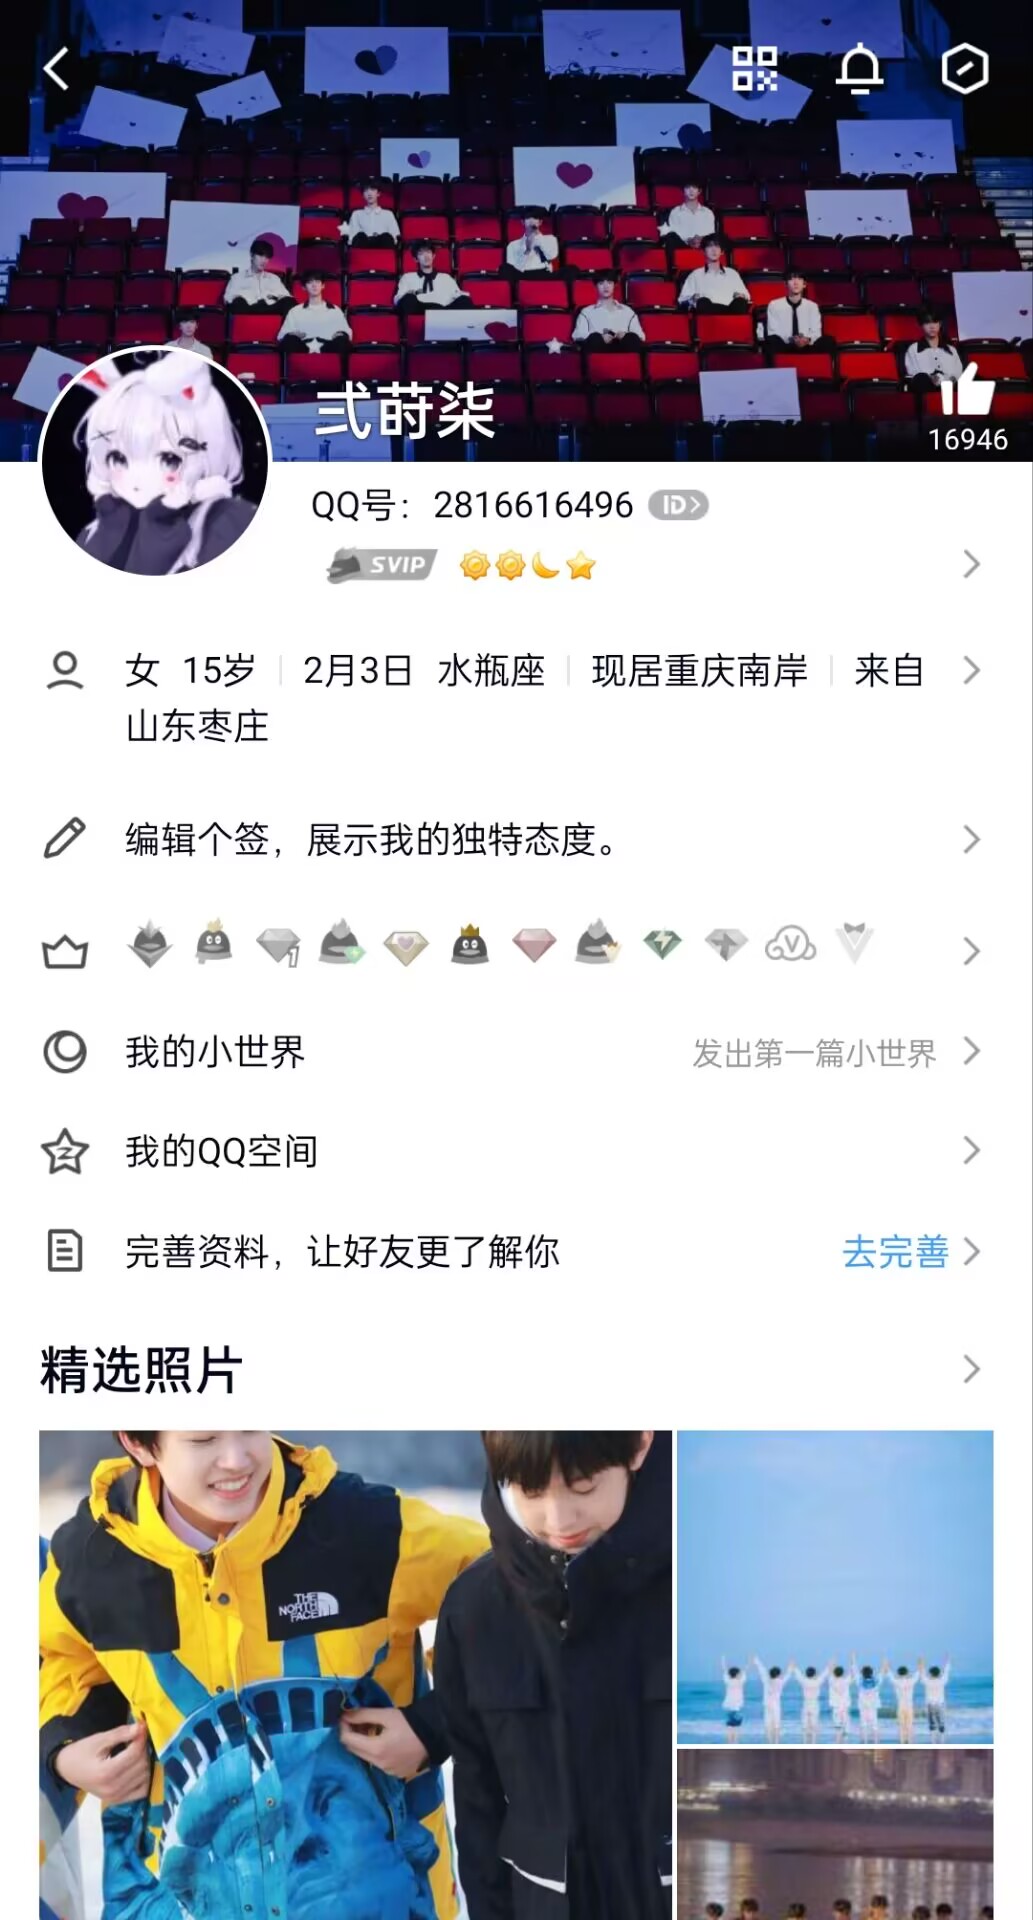 弍莳柒
16946
QQ号：2816616496 ID>
SVIP
女 15岁 2月3日 水瓶座 现居重庆南岸 来自
山东枣庄
编辑个签，展示我的独特态度。
我的小世界 发出第一篇小世界
我的QQ空间
完善资料，让好友更了解你 去完善
精选照片
THE
NORTH
FACE